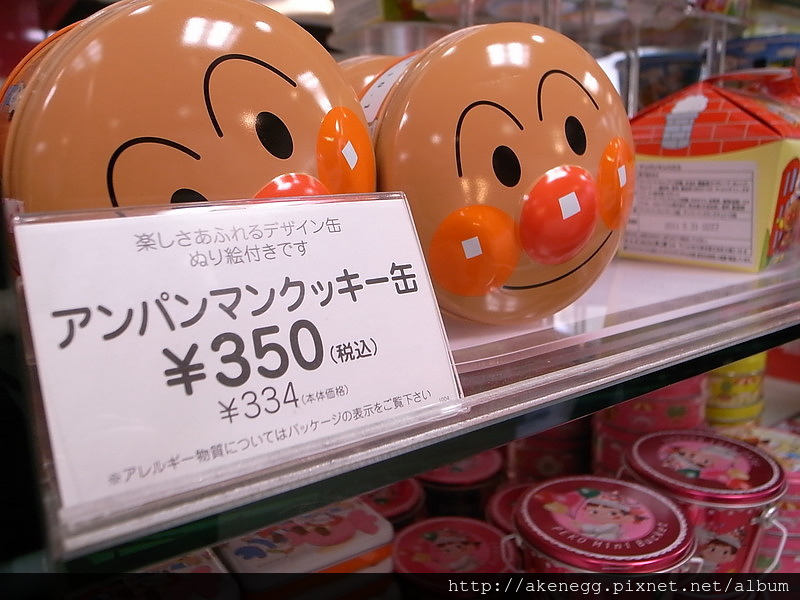 楽しさあふれるデザイン缶
ぬり絵付きです
アンパンマンクッキー缶
¥350(税込)
¥334(本体価格)
※アレルギー物質についてはパッケージの表示をご覧下さい
PEKO MINI BUCKET
http://akenegg.pixnet.net/album